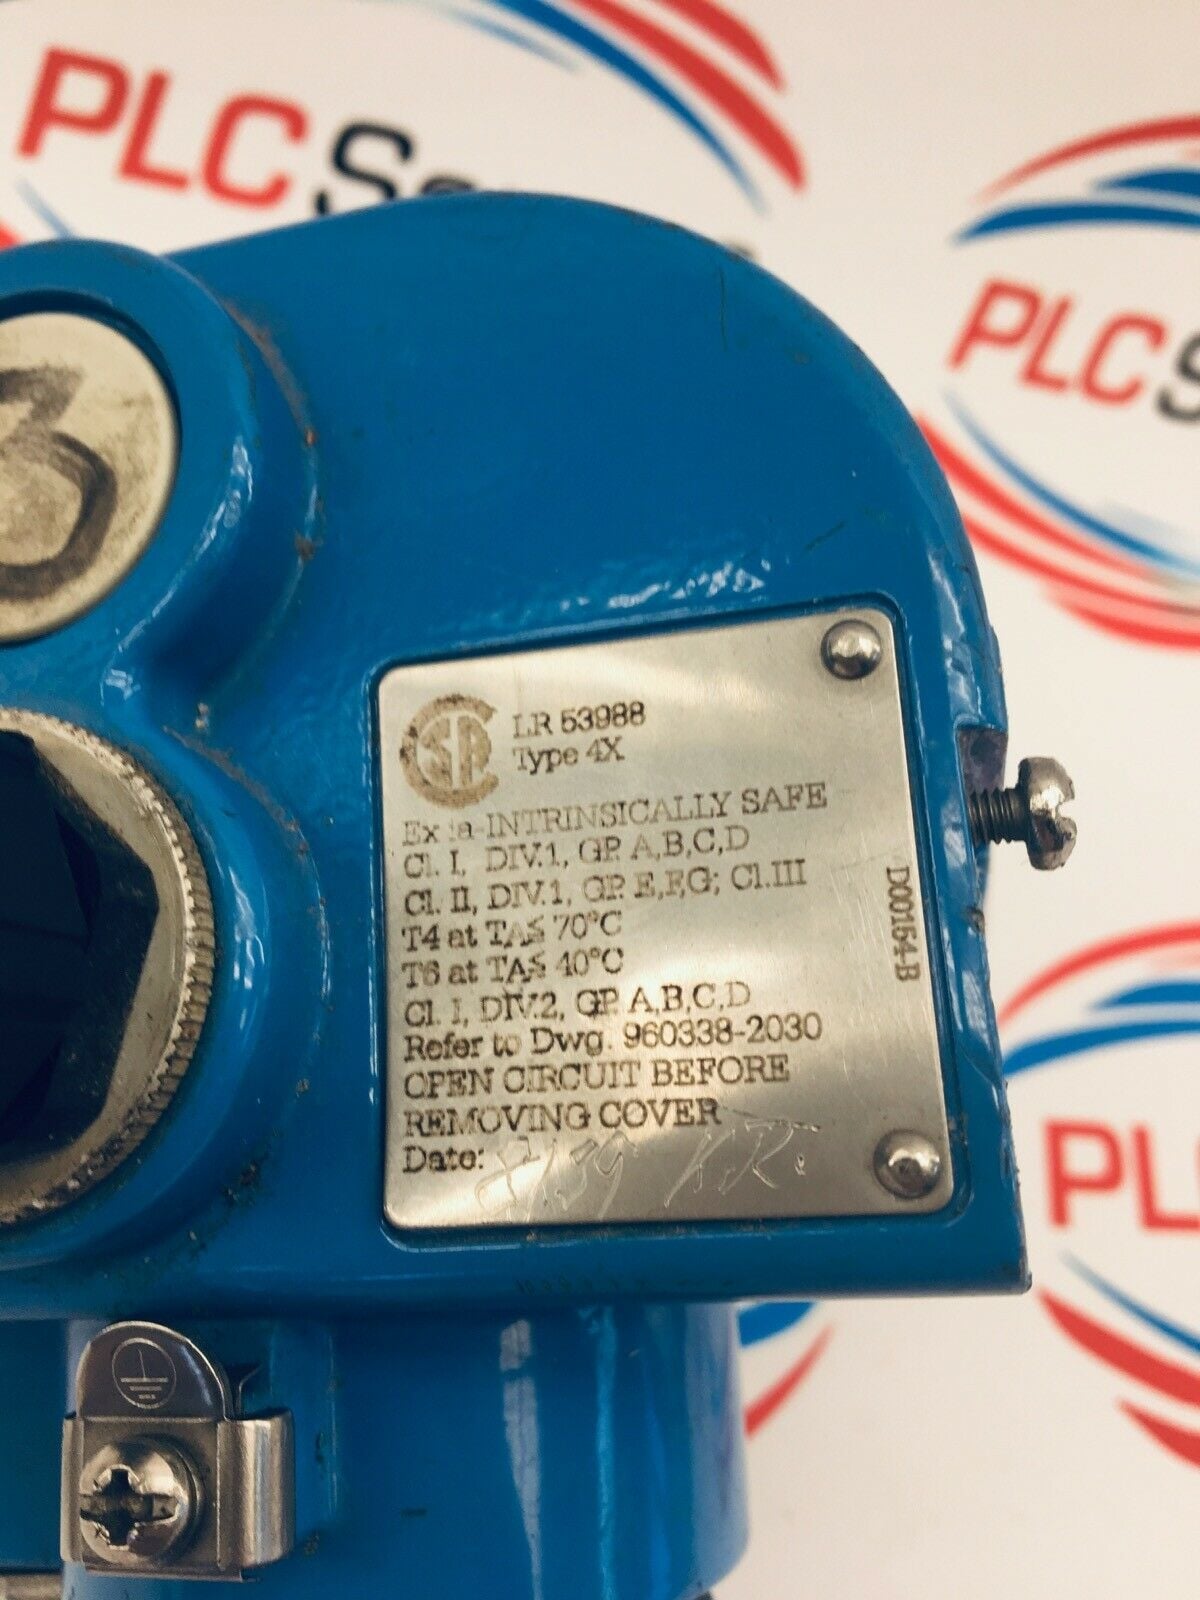 PLC
PLC
PLC
3
LR 53988
Type 4X
Ex ia-INTRINSICALLY SAFE
Cl. I, DIV.1, GP. A,B,C,D
Cl. II, DIV.1, GP. E,F,G; Cl.III
T4 at TA≤ 70°C
T6 at TA≤ 40°C
Cl. I, DIV.2, GP. A,B,C,D
Refer to Dwg. 960338-2030
OPEN CIRCUIT BEFORE
REMOVING COVER
Date:
D00154-B